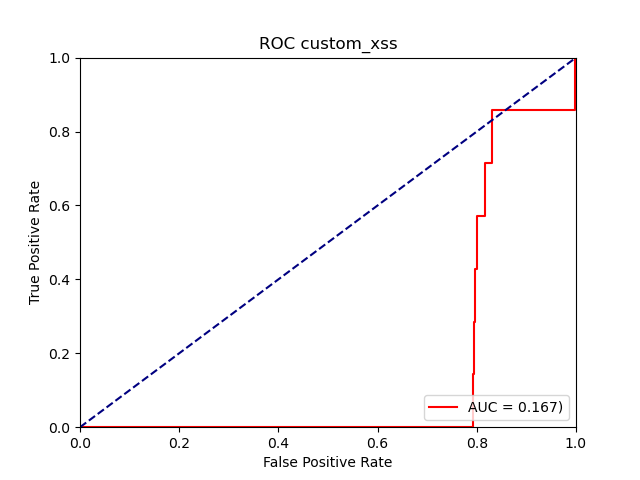 ROC custom_xss
True Positive Rate
1.0
0.8
0.6
0.4
0.2
0.0
AUC = 0.167)
0.0 0.2 0.4 0.6 0.8 1.0
False Positive Rate